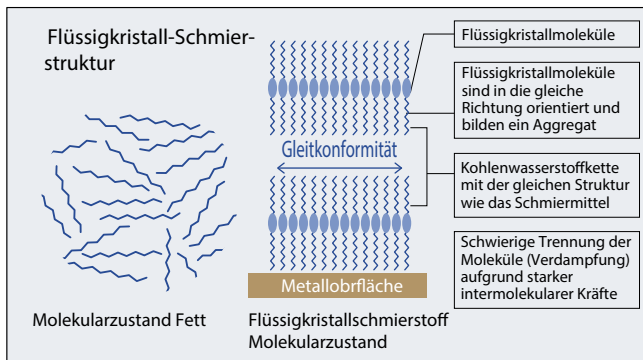 Flüssigkristall-Schmier-
struktur
Flüssigkristallmoleküle
Flüssigkristallmoleküle
sind in die gleiche
Richtung orientiert und
bilden ein Aggregat
Gleitkonformität
Kohlenwasserstoffkette
mit der gleichen Struktur
wie das Schmiermittel
Schwierige Trennung der
Moleküle (Verdampfung)
aufgrund starker
intermolekularer Kräfte
Metallobrfläche
Molekularzustand Fett
Flüssigkristallschmierstoff
Molekularzustand